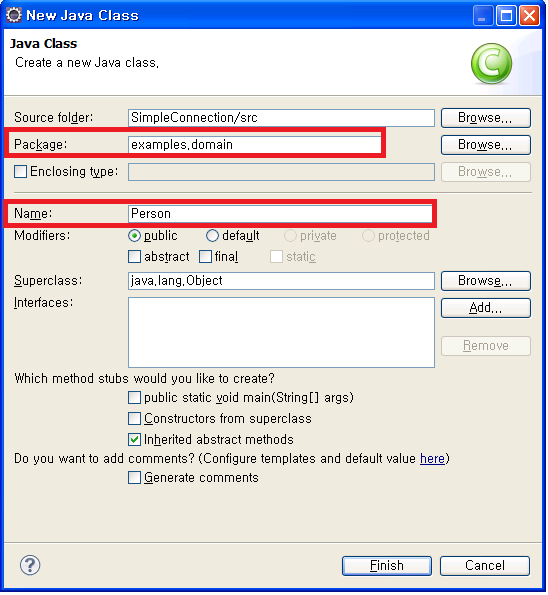 New Java Class
Java Class
Create a new Java class.
Source folder: SimpleConnection/src Browse...
Package: examples.domain Browse...
Enclosing type: Browse...
Name: Person
Modifiers: public default private protected
abstract final static
Superclass: java.lang.Object Browse...
Interfaces: Add...
Remove
Which method stubs would you like to create?
public static void main(String[] args)
Constructors from superclass
Inherited abstract methods
Do you want to add comments? (Configure templates and default value here)
Generate comments
? Finish Cancel